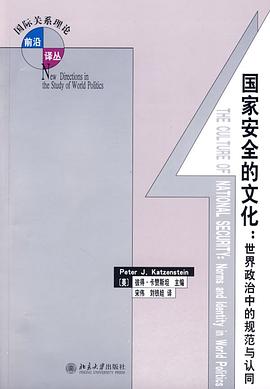 国际关系理论
前沿
译丛
New Directions in
the Study of World Politics
国家安全的文化：世界政治中的规范与认同
THE CULTURE OF NATIONAL SECURITY: Norms and Identity in World Politics
Peter J. Katzenstein
（美）彼得·卡赞斯坦 主编
宋伟 刘铁娃 译
北京大学出版社